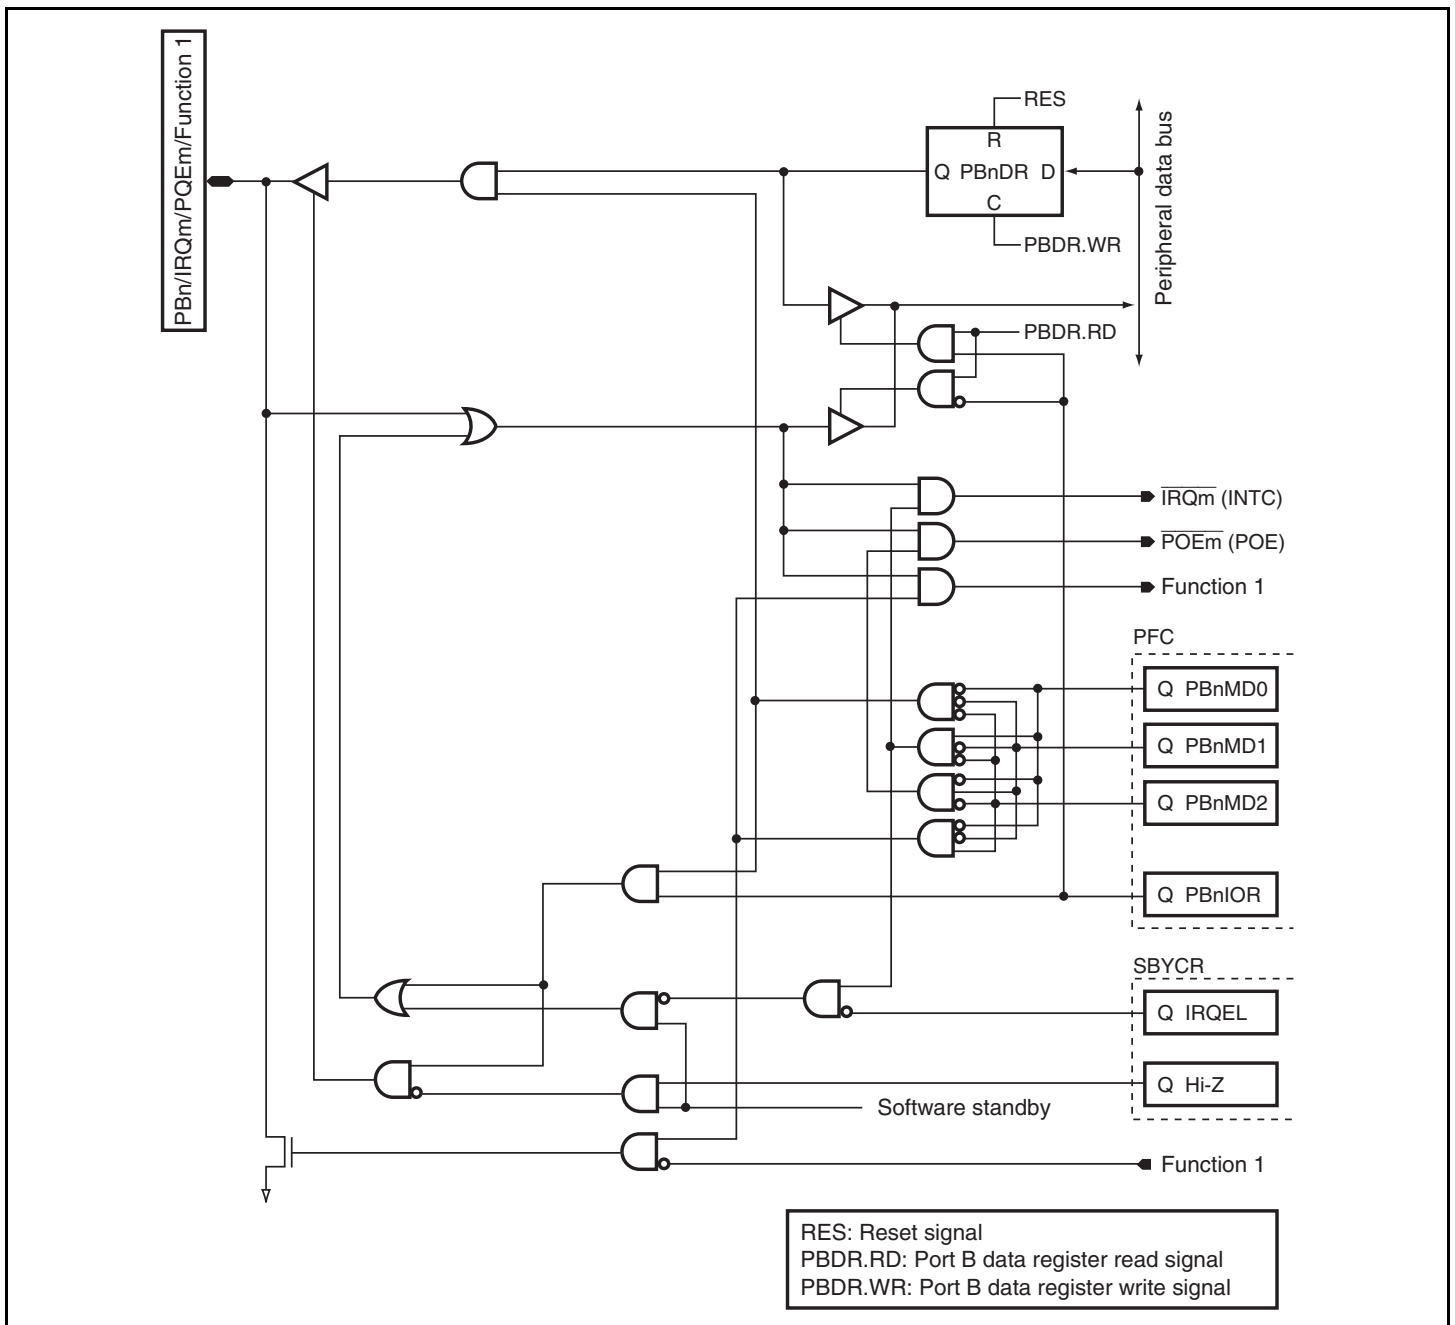 PBn/IRQm/PQEm/Function 1
RES
R
Q PBnDR D
C
PBDR.WR
Peripheral data bus
PBDR.RD
IRQm (INTC)
POEm (POE)
Function 1
PFC
Q PBnMD0
Q PBnMD1
Q PBnMD2
Q PBnIOR
SBYCR
Q IRQEL
Q Hi-Z
Software standby
Function 1
RES: Reset signal
PBDR.RD: Port B data register read signal
PBDR.WR: Port B data register write signal